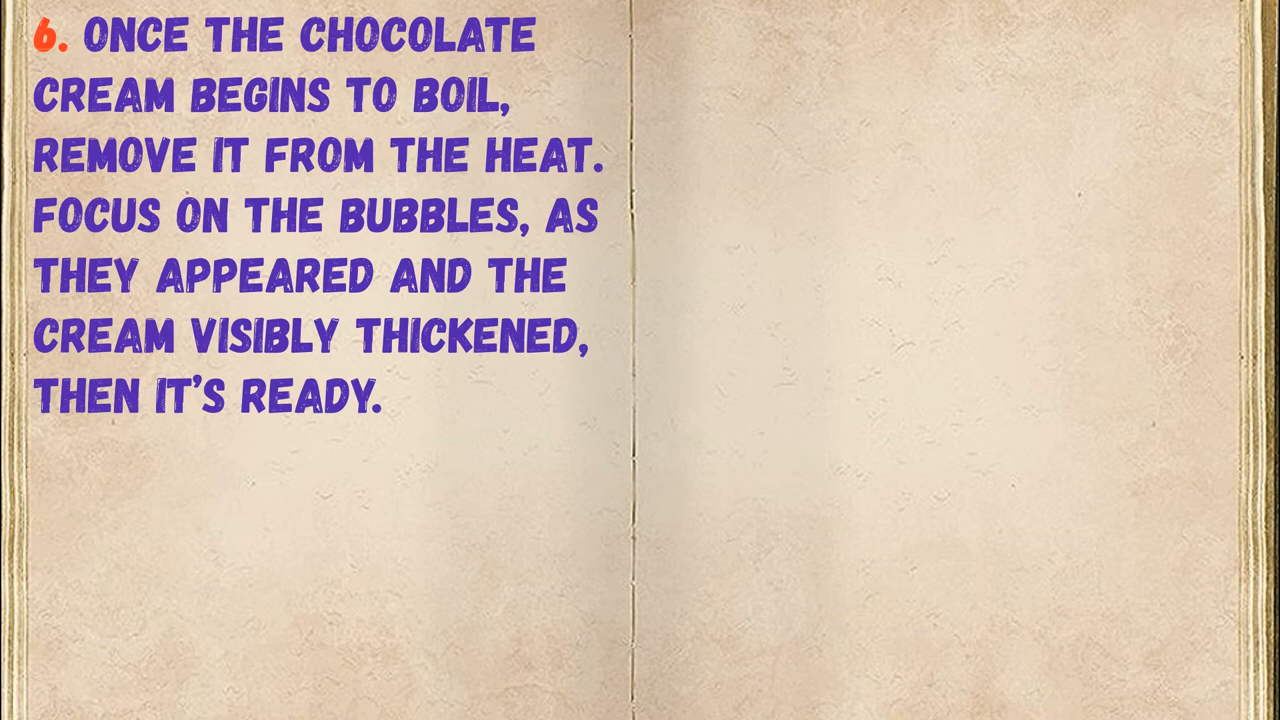 6. ONCE THE CHOCOLATE
CREAM BEGINS TO BOIL,
REMOVE IT FROM THE HEAT.
FOCUS ON THE BUBBLES, AS
THEY APPEARED AND THE
CREAM VISIBLY THICKENED,
THEN IT’S READY.